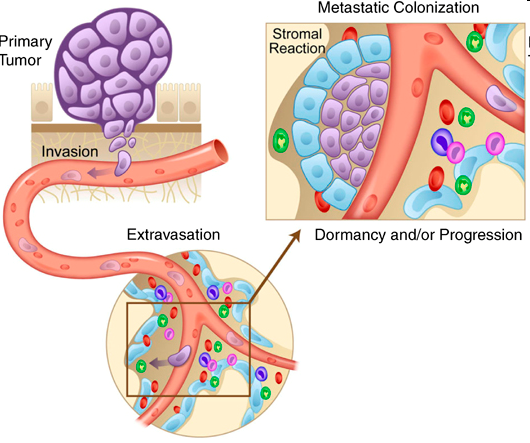 Metastatic Colonization
Primary
Tumor
Stromal
Reaction
Invasion
Extravasation
Dormancy and/or Progression